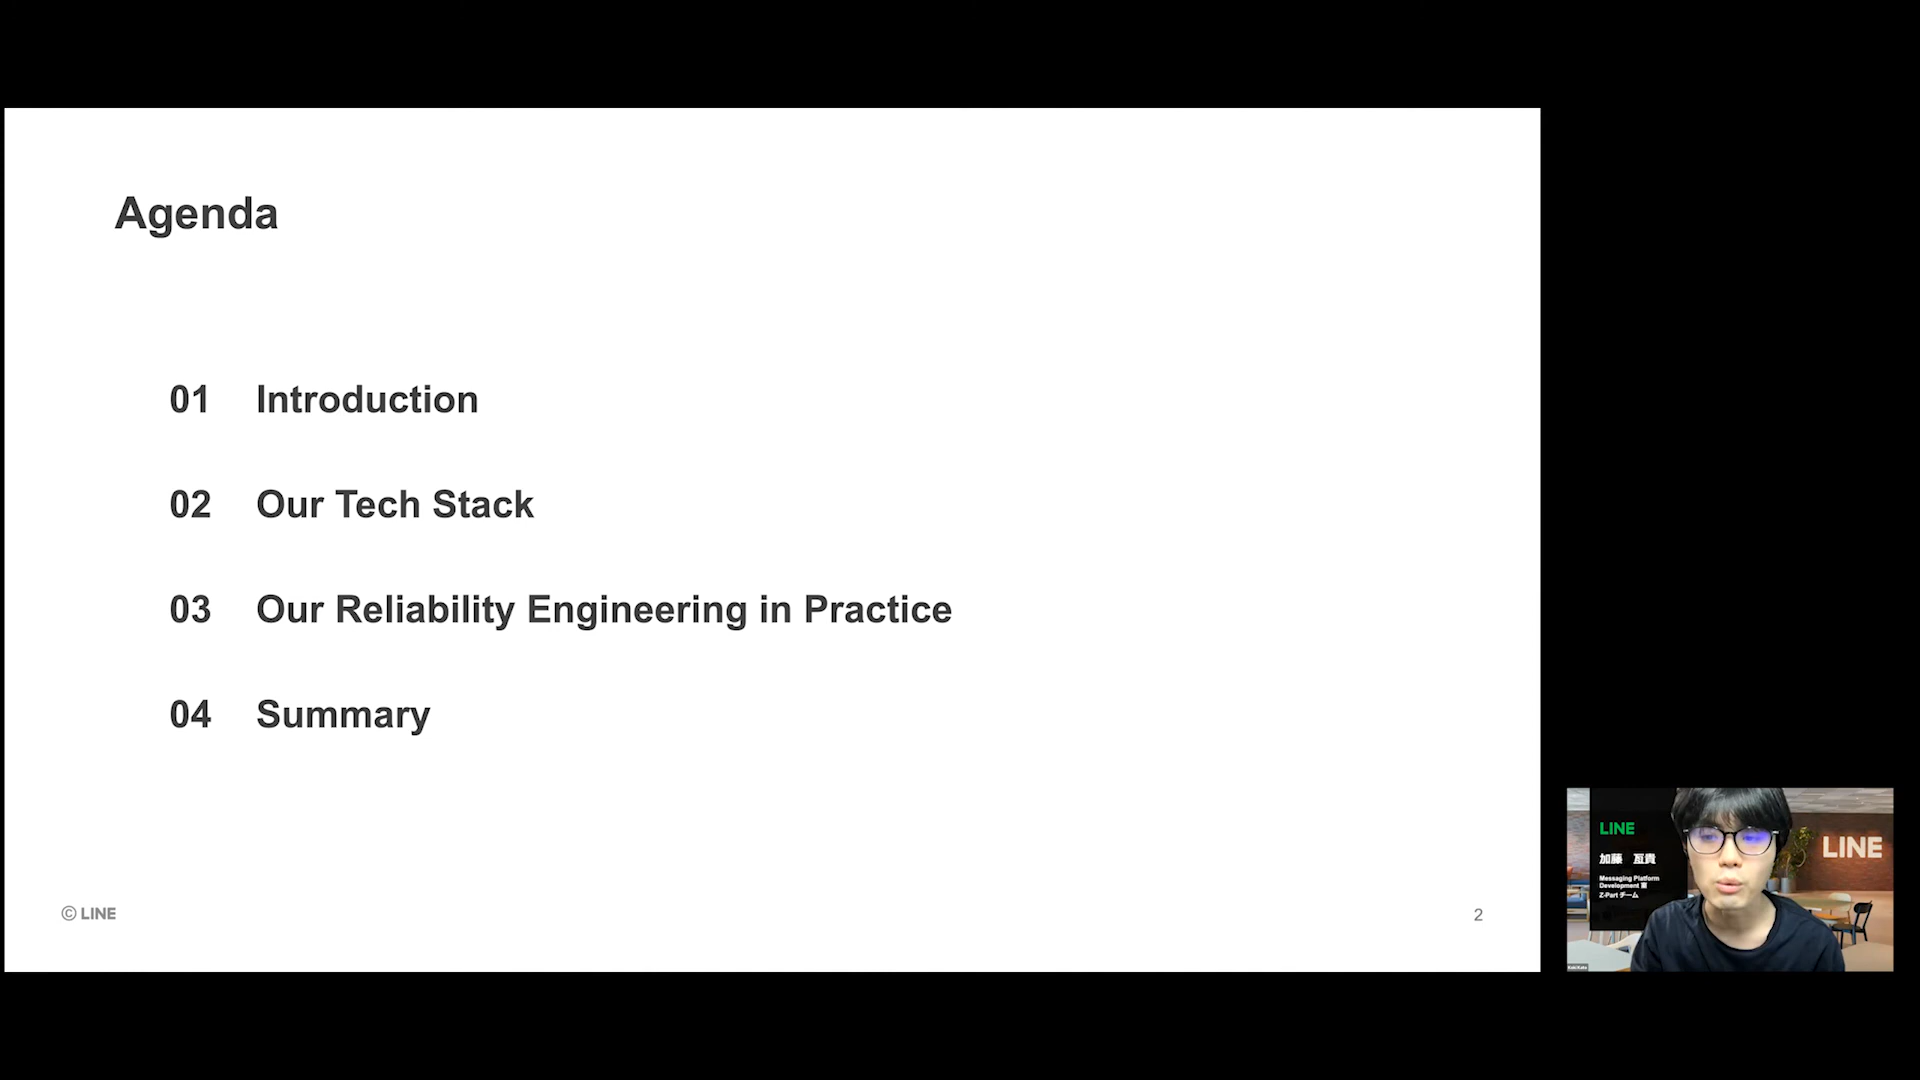 Agenda
01 Introduction
02 Our Tech Stack
03 Our Reliability Engineering in Practice
04 Summary
© LINE
2
LINE
加藤 亙貴
Messaging Platform
Development 室
Z-Part チーム
LINE